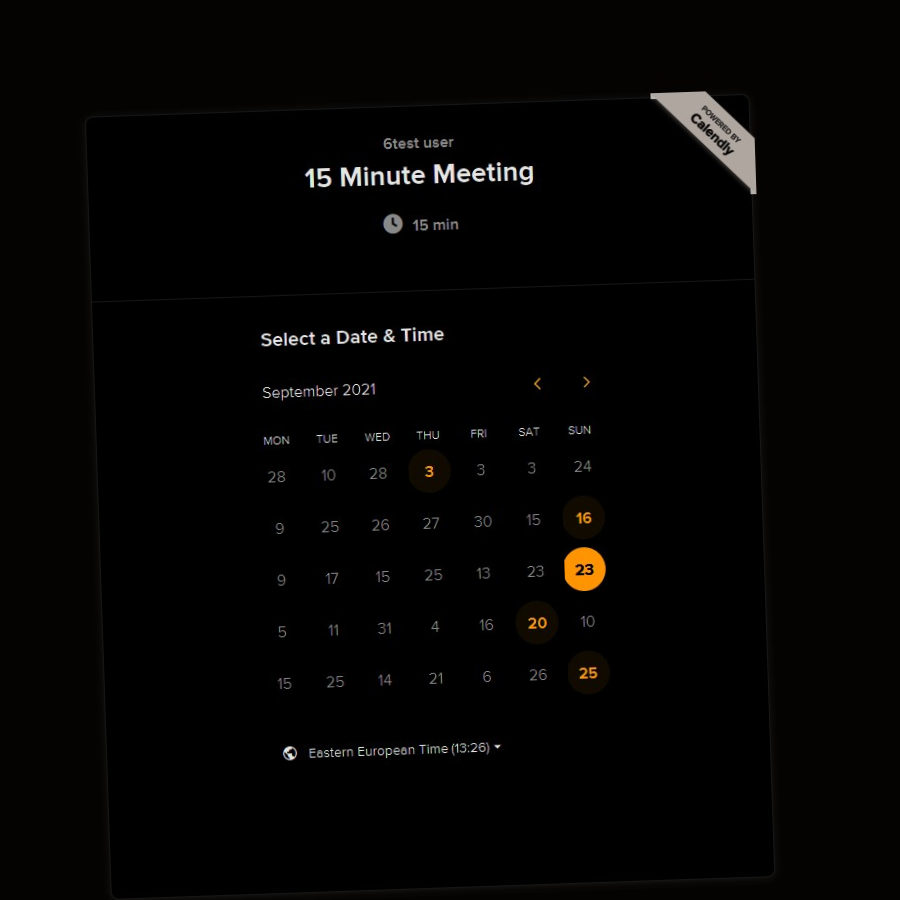 POWERED BY
Calendly
6test user
15 Minute Meeting
15 min
Select a Date & Time
September 2021
MON TUE WED THU FRI SAT SUN
28 10 28 3 3 3 24
9 25 26 27 30 15 16
9 17 15 25 13 23 23
5 11 31 4 16 20 10
15 25 14 21 6 26 25
Eastern European Time (13:26)